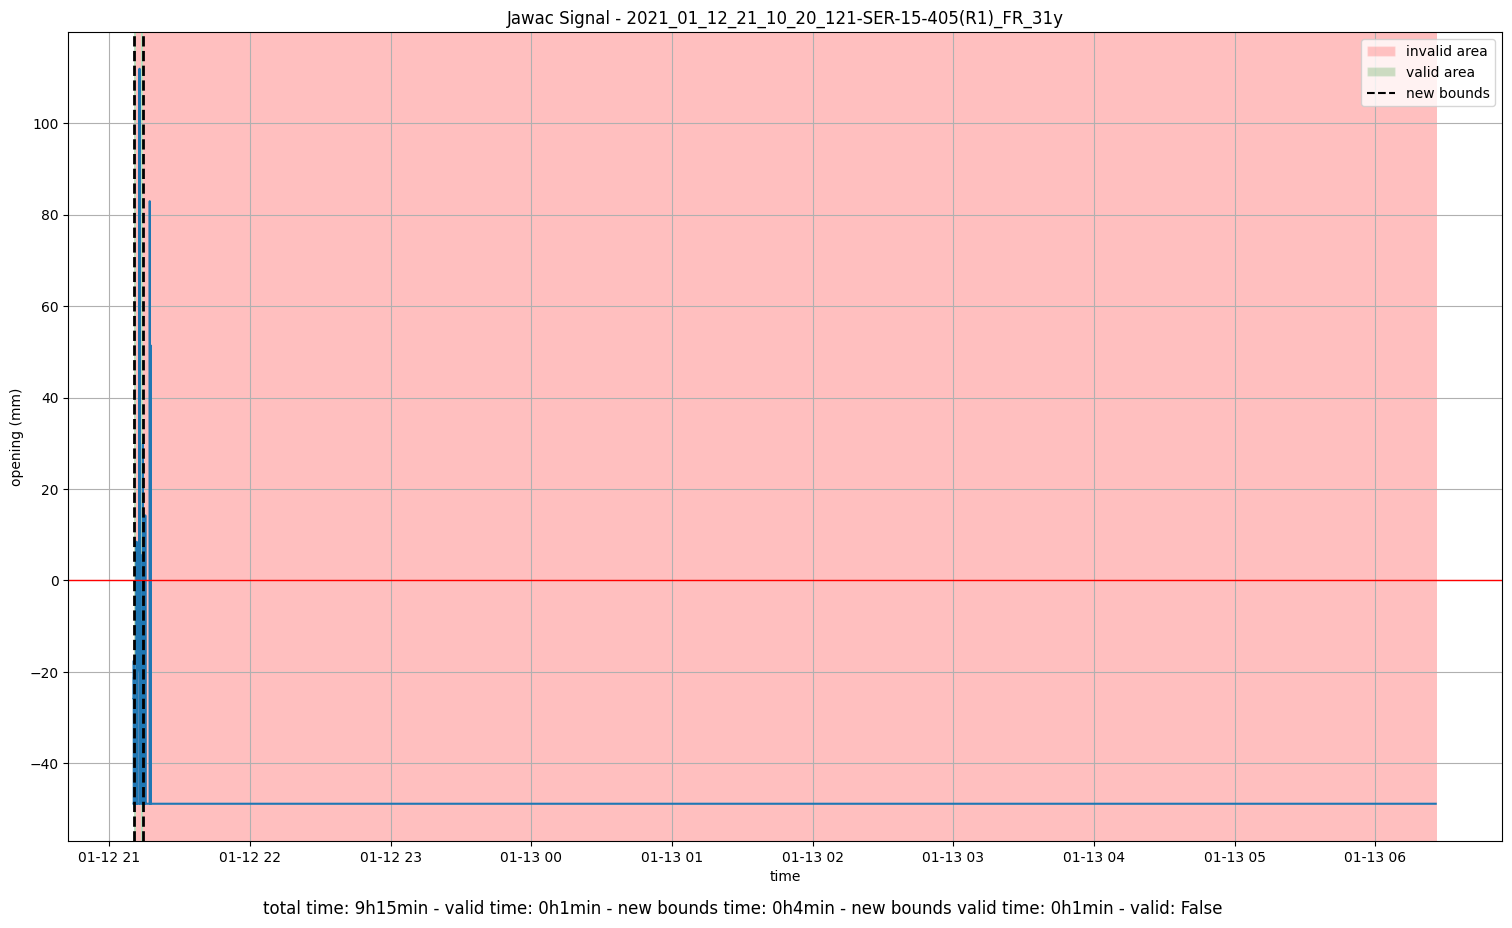 Jawac Signal - 2021_01_12_21_10_20_121-SER-15-405(R1)_FR_31y
invalid area
valid area
new bounds
100
80
60
40
20
0
−20
−40
opening (mm)
01-12 21 01-12 22 01-12 23 01-13 00 01-13 01 01-13 02 01-13 03 01-13 04 01-13 05 01-13 06
time
total time: 9h15min - valid time: 0h1min - new bounds time: 0h4min - new bounds valid time: 0h1min - valid: False